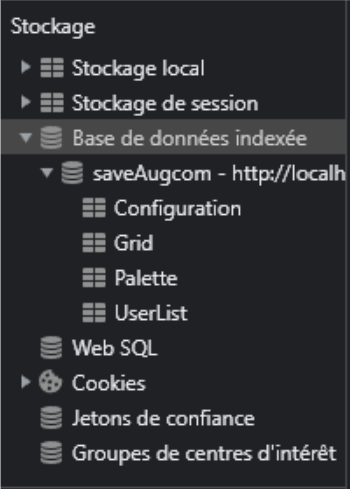 Stockage
Stockage local
Stockage de session
Base de données indexée
saveAugcom - http://localh
Configuration
Grid
Palette
UserList
Web SQL
Cookies
Jetons de confiance
Groupes de centres d'intérêt